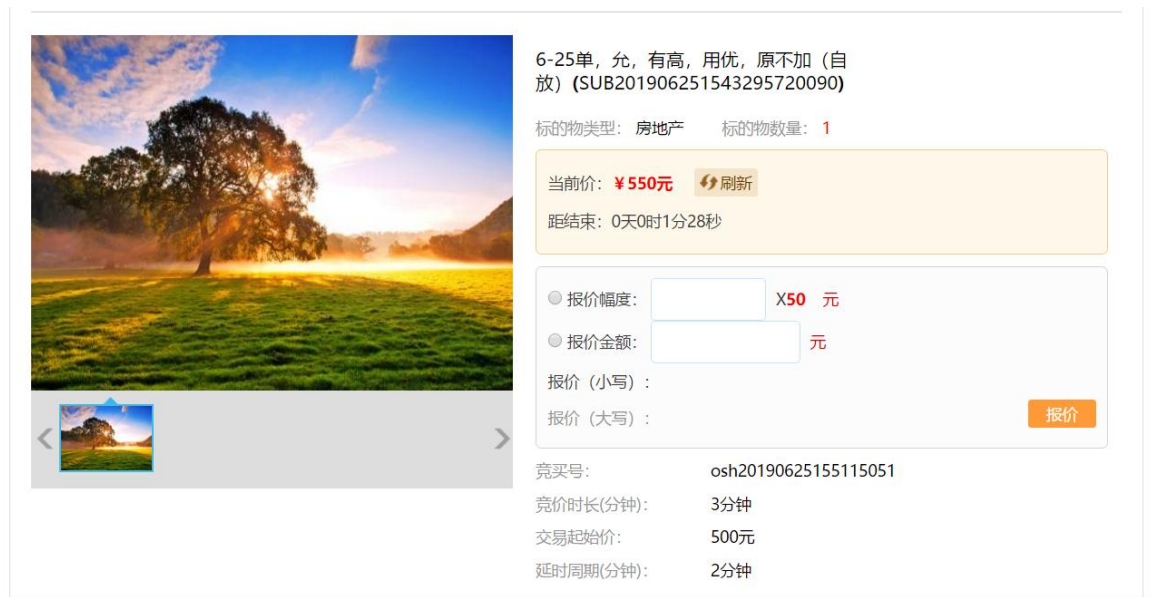 6-25单，允，有高，用优，原不加（自
放）(SUB201906251543295720090)
标的物类型： 房地产 标的物数量： 1
当前价：￥550元 刷新
距结束：0天0时1分28秒
报价幅度： X50 元
报价金额： 元
报价（小写）：
报价（大写）： 报价
竞买号： osh20190625155115051
竞价时长(分钟)： 3分钟
交易起始价： 500元
延时周期(分钟)： 2分钟